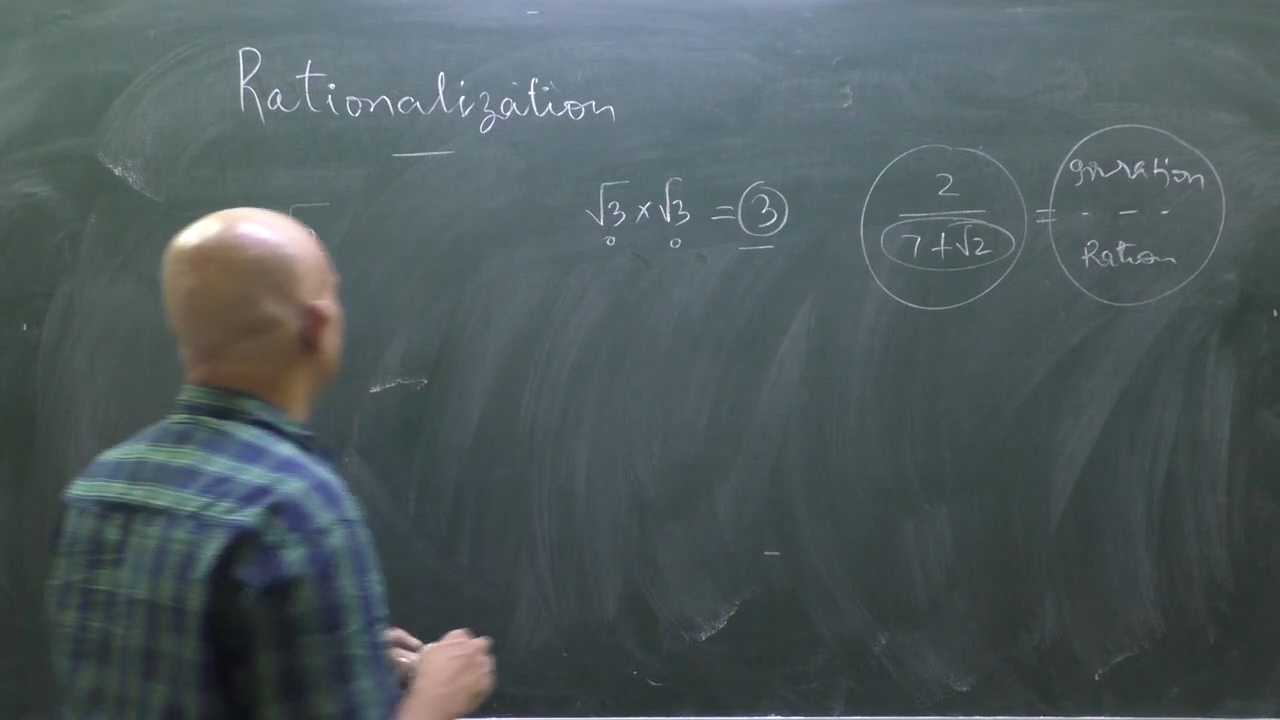 Rationalization
√3 × √3 = 3
2
7+√2
=
- - -
Ration